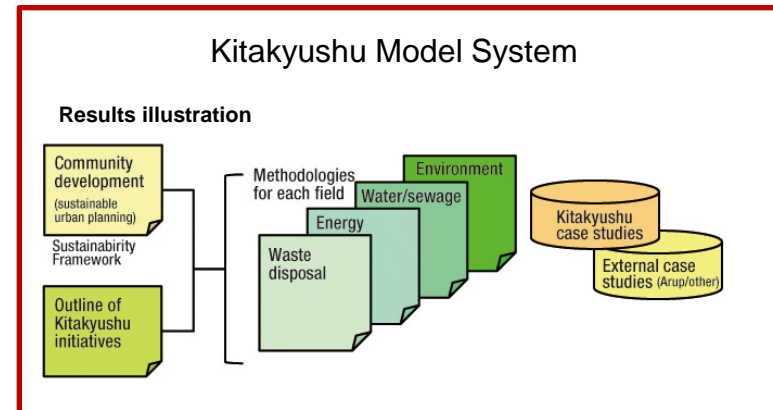 Kitakyushu Model System
Results illustration
Community
development
(sustainable
urban planning)
Sustainabirity
Framework
Outline of
Kitakyushu
initiatives
Methodologies
for each field
Waste
disposal
Energy
Water/sewage
Environment
Kitakyushu
case studies
External case
studies (Arup/other)